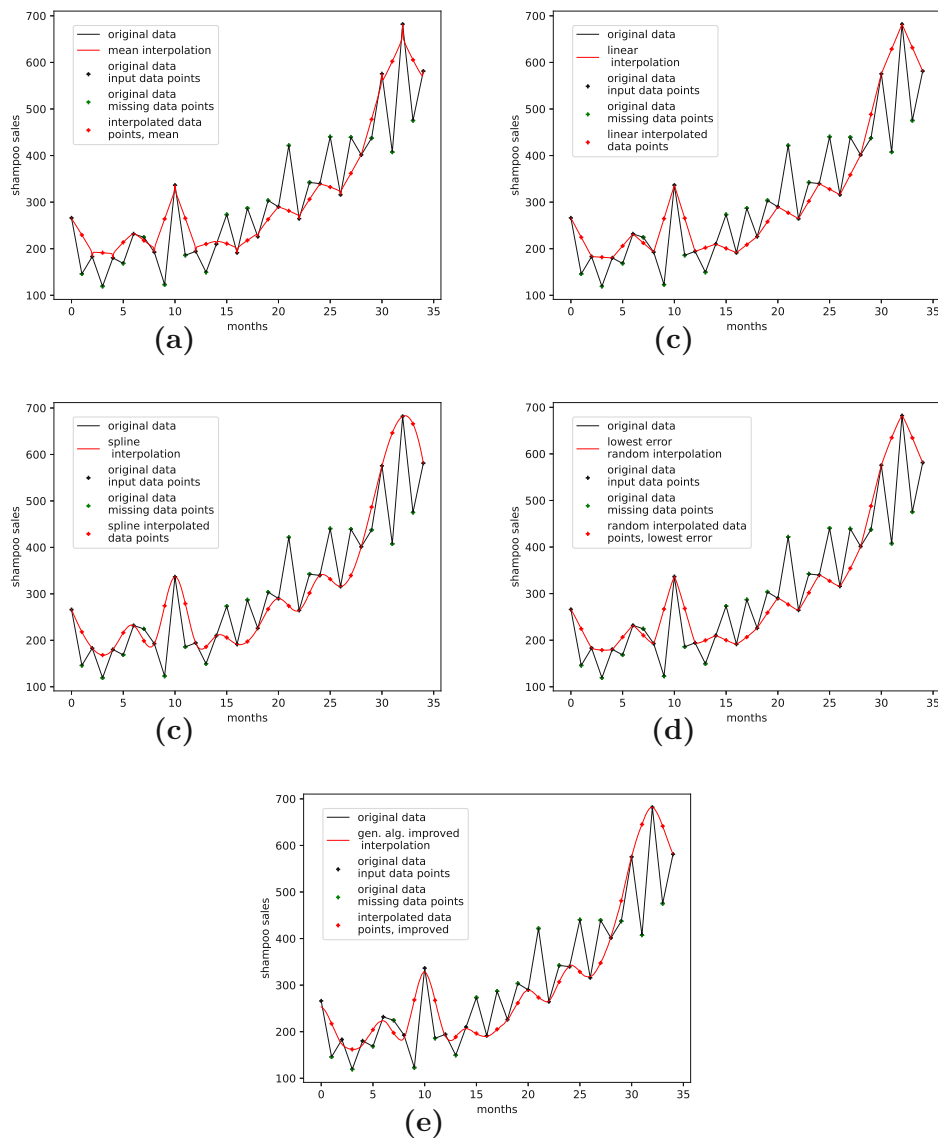 700
600
500
400
300
200
100
shampoo sales
original data
mean interpolation
original data
input data points
original data
missing data points
interpolated data
points, mean
0 5 10 15 20 25 30 35
months
(a)
700
600
500
400
300
200
100
shampoo sales
original data
linear
interpolation
original data
input data points
original data
missing data points
linear interpolated
data points
0 5 10 15 20 25 30 35
months
(c)
700
600
500
400
300
200
100
shampoo sales
original data
spline
interpolation
original data
input data points
original data
missing data points
spline interpolated
data points
0 5 10 15 20 25 30 35
months
(c)
700
600
500
400
300
200
100
shampoo sales
original data
lowest error
random interpolation
original data
input data points
original data
missing data points
random interpolated data
points, lowest error
0 5 10 15 20 25 30 35
months
(d)
700
600
500
400
300
200
100
shampoo sales
original data
gen. alg. improved
interpolation
original data
input data points
original data
missing data points
interpolated data
points, improved
0 5 10 15 20 25 30 35
months
(e)